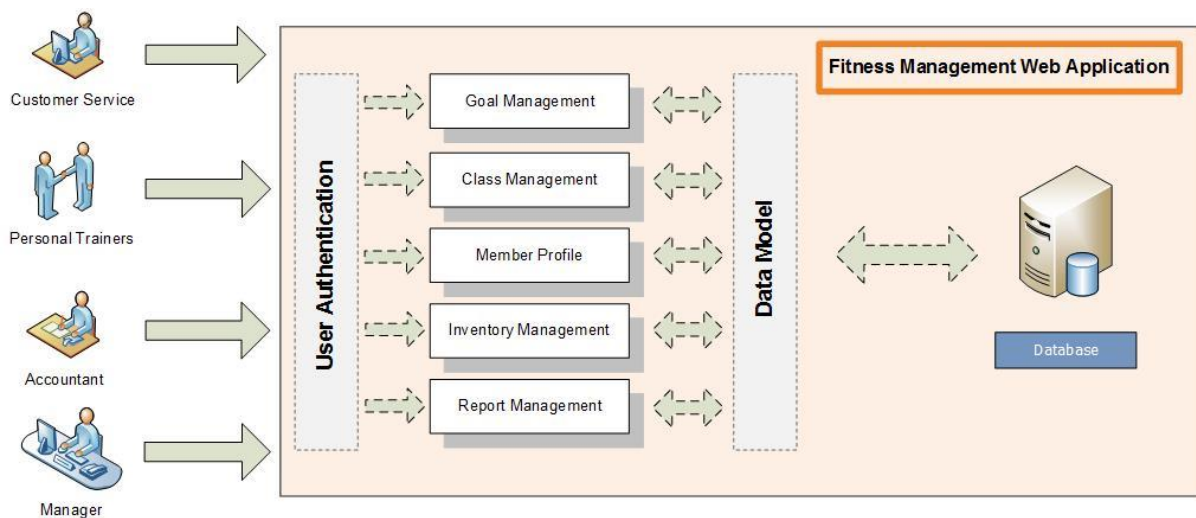 Customer Service
Personal Trainers
Accountant
Manager
Fitness Management Web Application
User Authentication
Goal Management
Class Management
Member Profile
Inventory Management
Report Management
Data Model
Database